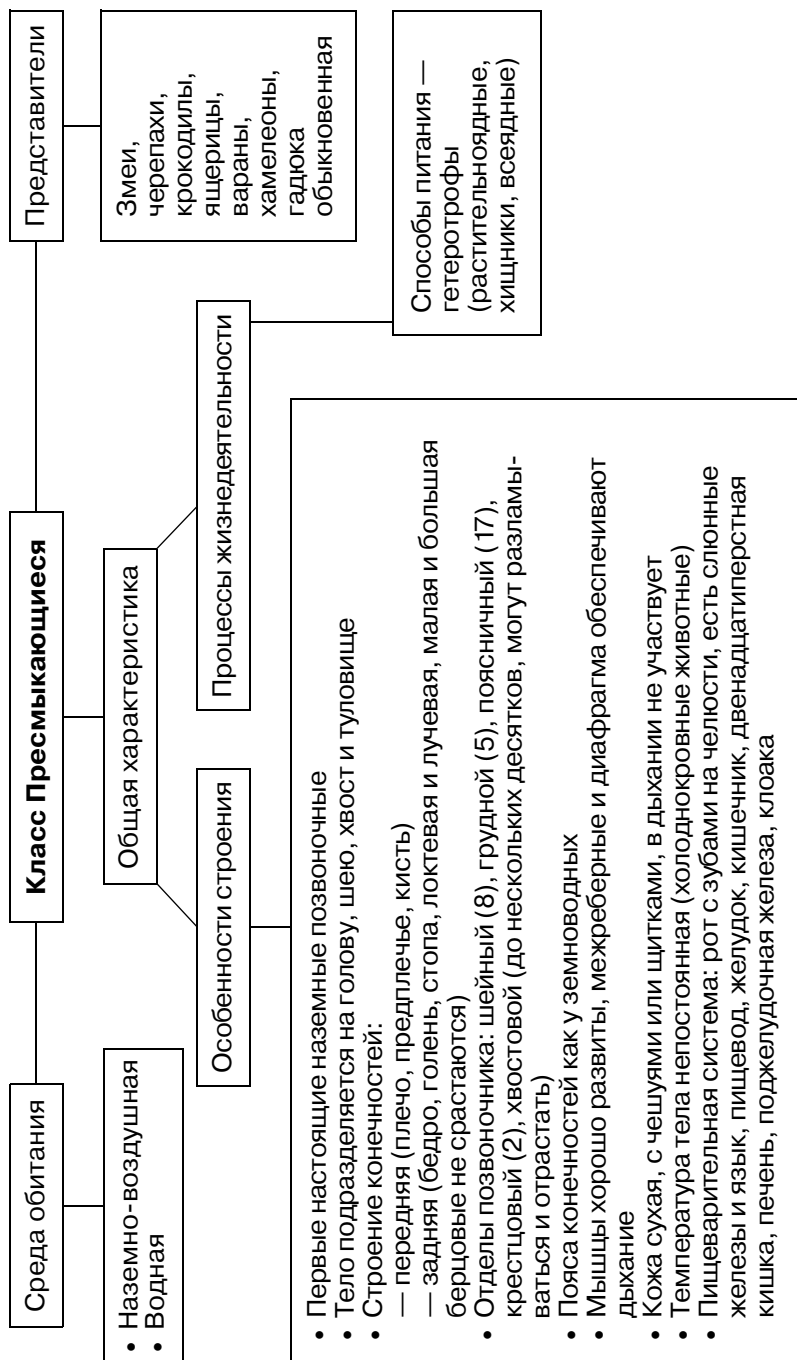 Класс Пресмыкающиеся
Среда обитания
• Наземно-воздушная
• Водная
Общая характеристика
Особенности строения
• Первые настоящие наземные позвоночные
• Тело подразделяется на голову, шею, хвост и туловище
• Строение конечностей:
— передняя (плечо, предплечье, кисть)
— задняя (бедро, голень, стопа, локтевая и лучевая, малая и большая
берцовые не срастаются)
• Отделы позвоночника: шейный (8), грудной (5), поясничный (17),
крестцовый (2), хвостовой (до нескольких десятков, могут разламы-
ваться и отрастать)
• Пояса конечностей как у земноводных
• Мышцы хорошо развиты, межреберные и диафрагма обеспечивают
дыхание
• Кожа сухая, с чешуями или щитками, в дыхании не участвует
• Температура тела непостоянная (холоднокровные животные)
• Пищеварительная система: рот с зубами на челюсти, есть слюнные
железы и язык, пищевод, желудок, кишечник, двенадцатиперстная
кишка, печень, поджелудочная железа, клоака
Процессы жизнедеятельности
Способы питания —
гетеротрофы
(растительноядные,
хищники, всеядные)
Представители
Змеи,
черепахи,
крокодилы,
ящерицы,
вараны,
хамелеоны,
гадюка
обыкновенная